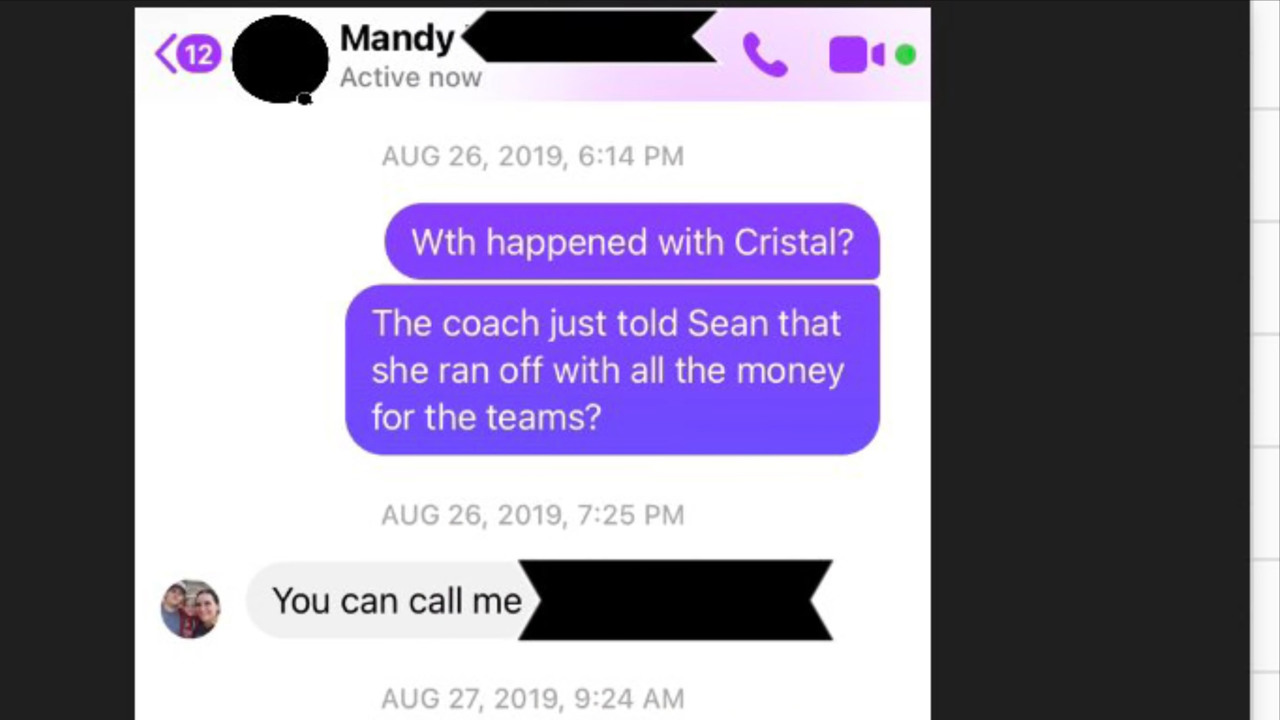 12
Mandy
Active now
AUG 26, 2019, 6:14 PM
Wth happened with Cristal?
The coach just told Sean that
she ran off with all the money
for the teams?
AUG 26, 2019, 7:25 PM
You can call me
AUG 27, 2019, 9:24 AM